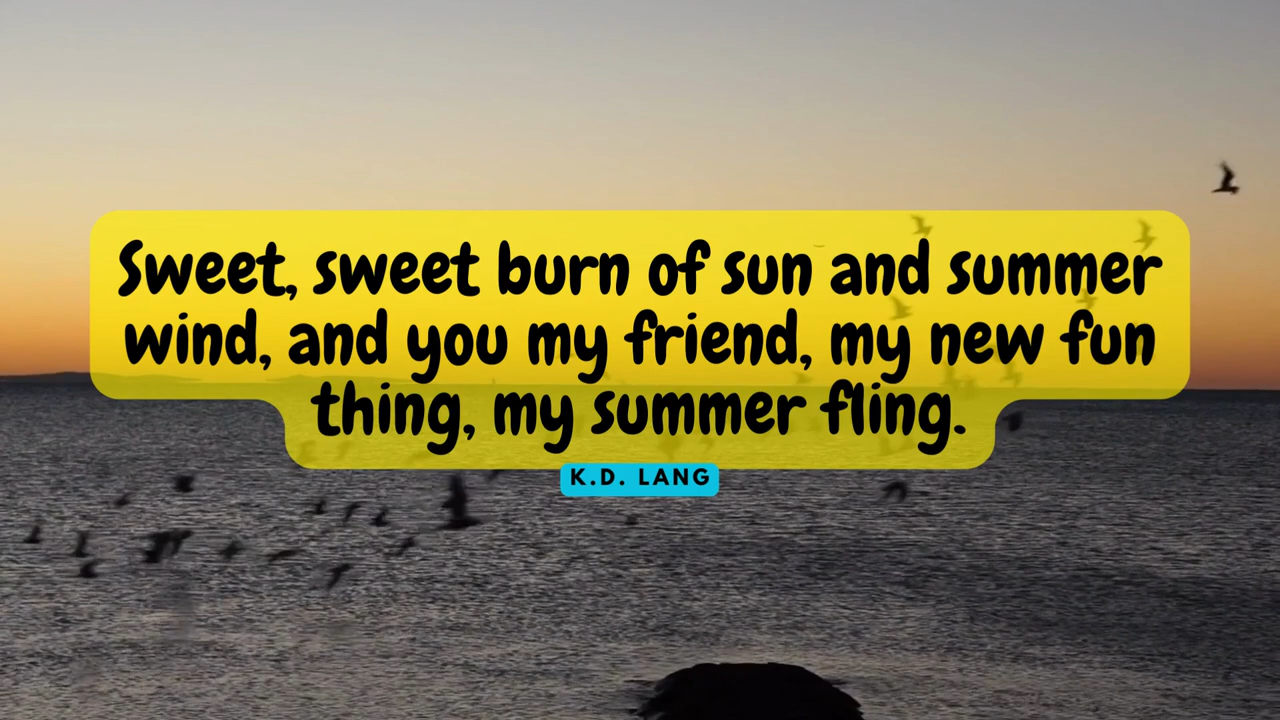 Sweet, sweet burn of sun and summer
wind, and you my friend, my new fun
thing, my summer fling.
K.D. LANG